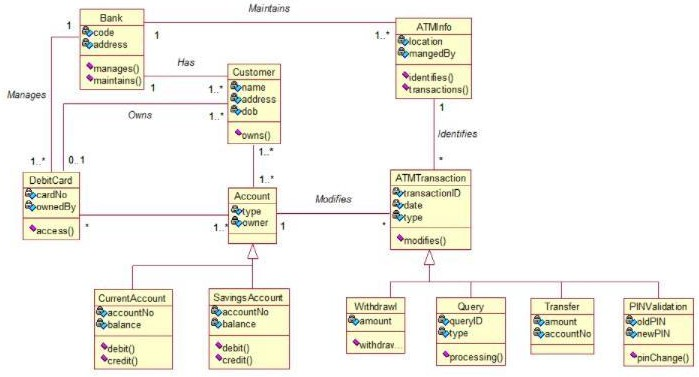 Maintains
Bank
code
address
manages()
maintains()
1
1
1
1..*
ATMInfo
location
mangedBy
identifies()
transactions()
Has
1..*
Customer
name
address
dob
owns()
Manages
Owns
1..*
1
Identifies
*
1..*
0..1
1..*
1..*
DebitCard
cardNo
ownedBy
access()
*
1..*
Account
type
owner
1
Modifies
*
ATMTransaction
transactionID
date
type
modifies()
CurrentAccount
accountNo
balance
debit()
credit()
SavingsAccount
accountNo
balance
debit()
credit()
Withdrawl
amount
withdraw...
Query
queryID
type
processing()
Transfer
amount
accountNo
PINValidation
oldPIN
newPIN
pinChange()